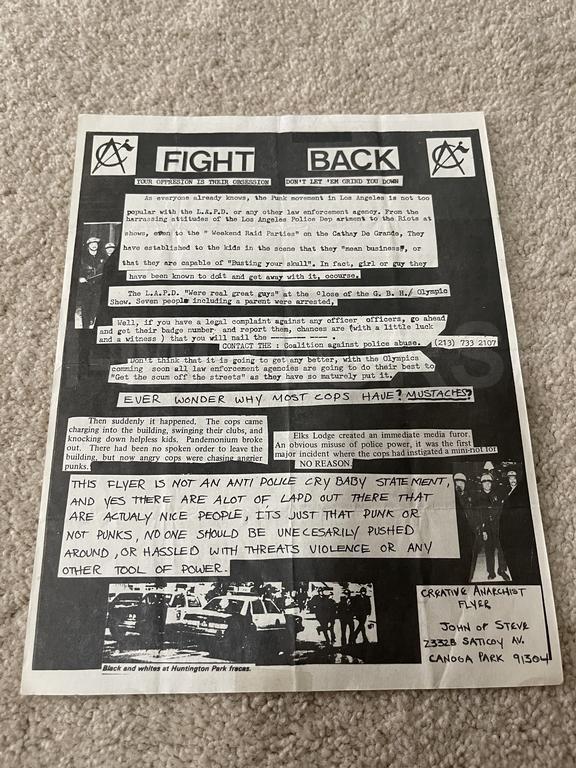 FIGHT BACK
YOUR OPPRESION IS THEIR OBSESSION DON'T LET 'EM GRIND YOU DOWN
As everyone already knows, the Punk movement in Los Angeles is not too
popular with the L.A.P.D. or any other law enforcement agency. From the
harrassing attitudes of the Los Angeles Police Dep artment to the Riots at
shows, even to the " Weekend Raid Parties" on the Cathay De Grande, They
have established to the kids in the scene that they "mean business", or
that they are capable of "Busting your skull". In fact, girl or guy they
have been known to doit and get away with it, ocourse.
The L.A.P.D. "Were real great guys" at the close of the G. B. H./ Olympic
Show. Seven people including a parent were arrested,
Well, if you have a legal complaint against any officer officers, go ahead
and get their badge number and report them, chances are (with a little luck
and a witness ) that you will nail the -------- ---- .
CONTACT THE : Coalition against police abuse. (213) 733 2107
Don't think that it is going to get any better, with the Olympics
comming soon all law enforcement agencies are going to do their best to
"Get the scum off the streets" as they have so maturely put it.
EVER WONDER WHY MOST COPS HAVE? MUSTACHES?
Then suddenly it happened. The cops came
charging into the building, swinging their clubs, and
knocking down helpless kids. Pandemonium broke
out. There had been no spoken order to leave the
building, but now angry cops were chasing angrier
punks.
Elks Lodge created an immediate media furor.
An obvious misuse of police power, it was the first
major incident where the cops had instigated a mini-riot for
NO REASON.
THIS FLYER IS NOT AN ANTI POLICE CRY BABY STATEMENT,
AND YES THERE ARE ALOT OF LAPD OUT THERE THAT
ARE ACTUALY NICE PEOPLE, IT'S JUST THAT PUNK OR
NOT PUNKS, NO ONE SHOULD BE UNECESARILY PUSHED
AROUND, OR HASSLED WITH THREATS VIOLENCE OR ANY
OTHER TOOL OF POWER.
CREATIVE ANARCHIST
FLYER
JOHN OF STEVE
23328 SATICOY AV.
CANOGA PARK 91304
Black and whites at Huntington Park fracas.